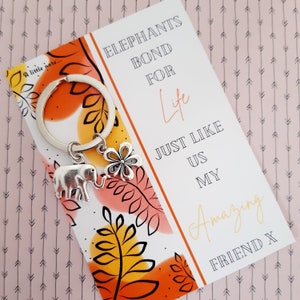 ELEPHANTS
BOND
FOR
Life
JUST LIKE
US
MY
Amazing
FRIEND X